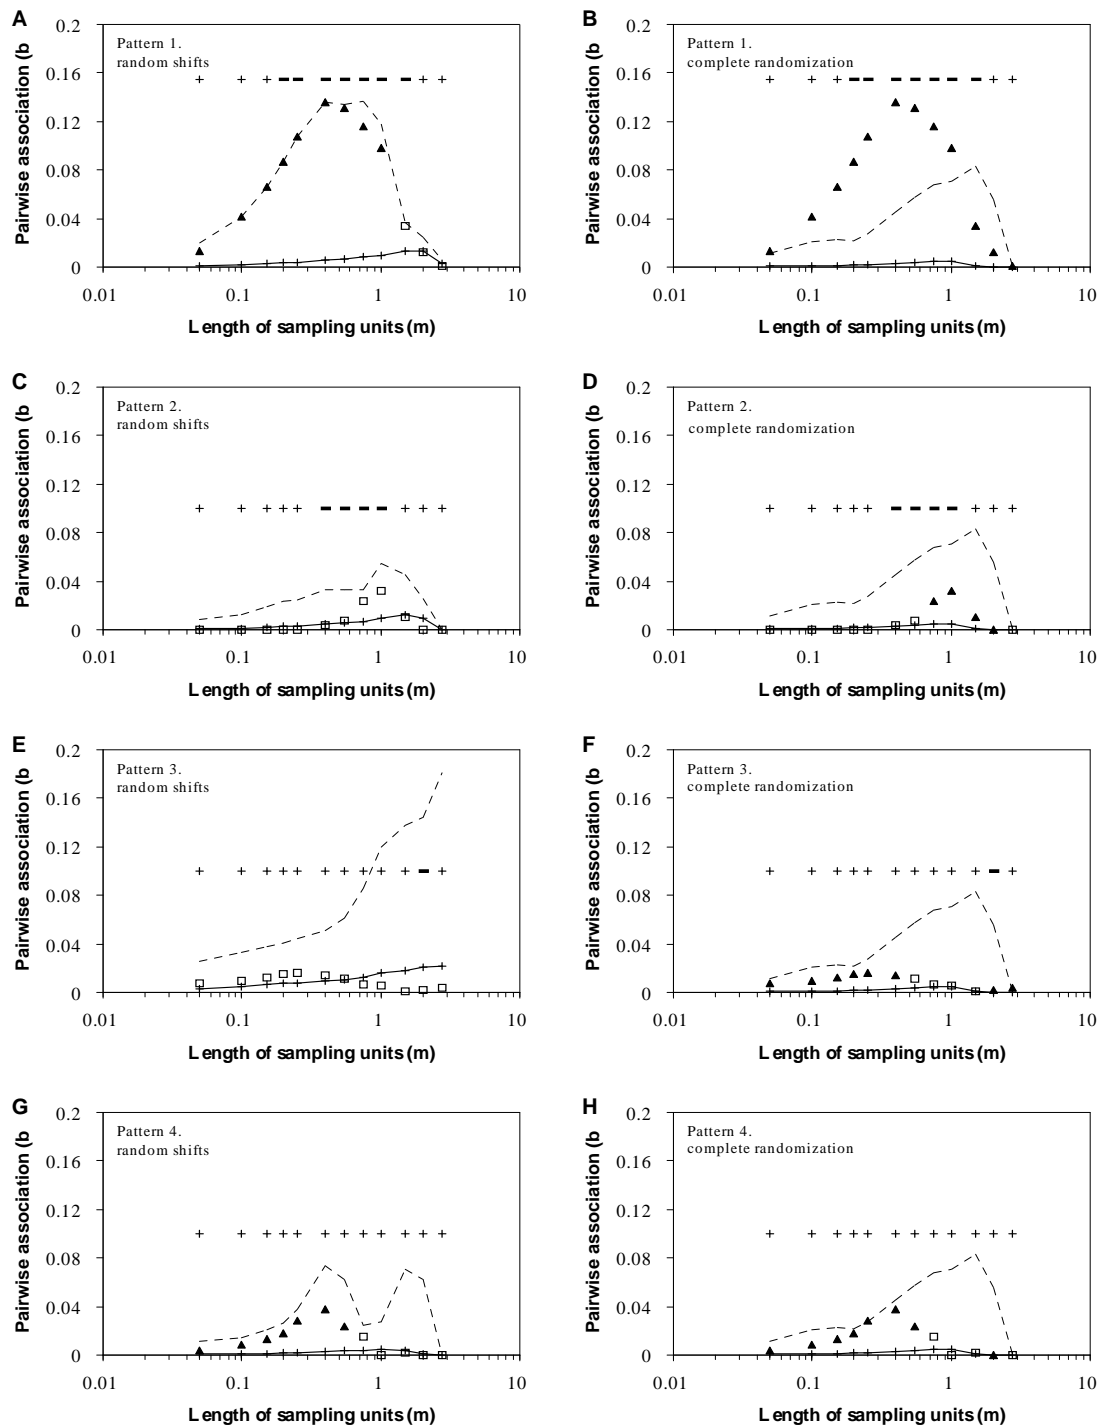 A
Pairwise association (b
0.2
0.16
0.12
0.08
0.04
0
Pattern 1.
random shifts
0.01
0.1
1
10
Length of sampling units (m)
B
Pairwise association (b
0.2
0.16
0.12
0.08
0.04
0
Pattern 1.
complete randomization
0.01
0.1
1
10
Length of sampling units (m)
C
Pairwise association (b
0.2
0.16
0.12
0.08
0.04
0
Pattern 2.
random shifts
0.01
0.1
1
10
Length of sampling units (m)
D
Pairwise association (b
0.2
0.16
0.12
0.08
0.04
0
Pattern 2.
complete randomization
0.01
0.1
1
10
Length of sampling units (m)
E
Pairwise association (b
0.2
0.16
0.12
0.08
0.04
0
Pattern 3.
random shifts
0.01
0.1
1
10
Length of sampling units (m)
F
Pairwise association (b
0.2
0.16
0.12
0.08
0.04
0
Pattern 3.
complete randomization
0.01
0.1
1
10
Length of sampling units (m)
G
Pairwise association (b
0.2
0.16
0.12
0.08
0.04
0
Pattern 4.
random shifts
0.01
0.1
1
10
Length of sampling units (m)
H
Pairwise association (b
0.2
0.16
0.12
0.08
0.04
0
Pattern 4.
complete randomization
0.01
0.1
1
10
Length of sampling units (m)